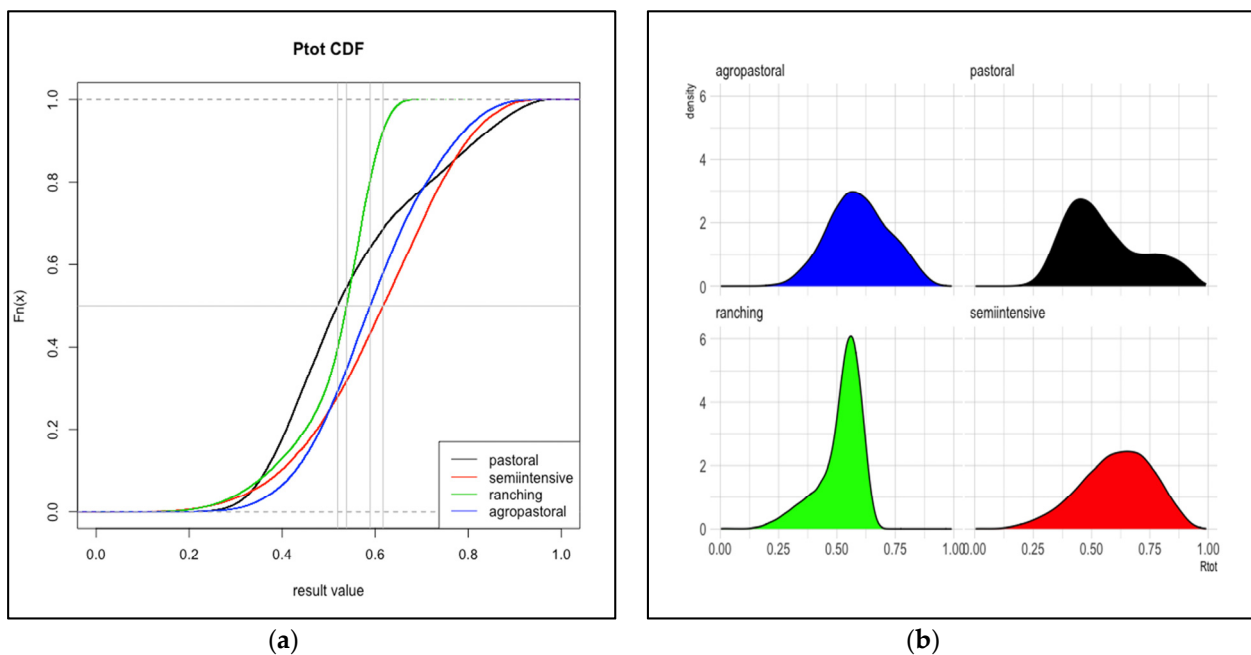 Ptot CDF
Fn(x)
1.0
0.8
0.6
0.4
0.2
0.0
0.0 0.2 0.4 0.6 0.8 1.0
result value
pastoral
semiintensive
ranching
agropastoral
(a)
agropastoral pastoral
density
6
4
2
0
ranching semiintensive
6
4
2
0
0.00 0.25 0.50 0.75 1.000.00 0.25 0.50 0.75 1.00
Rtot
(b)